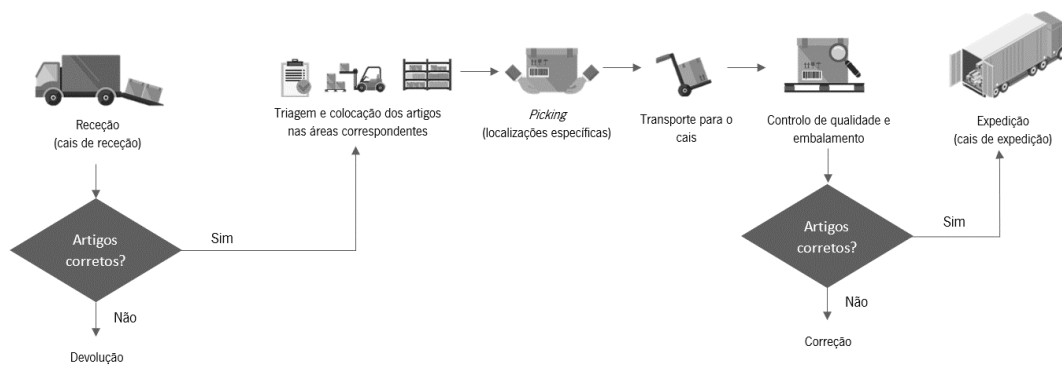 Receção
(cais de receção)
Artigos
corretos?
Sim
Não
Devolução
Triagem e colocação dos artigos
nas áreas correspondentes
Picking
(localizações específicas)
Transporte para o
cais
Controlo de qualidade e
embalamento
Artigos
corretos?
Sim
Não
Correção
Expedição
(cais de expedição)